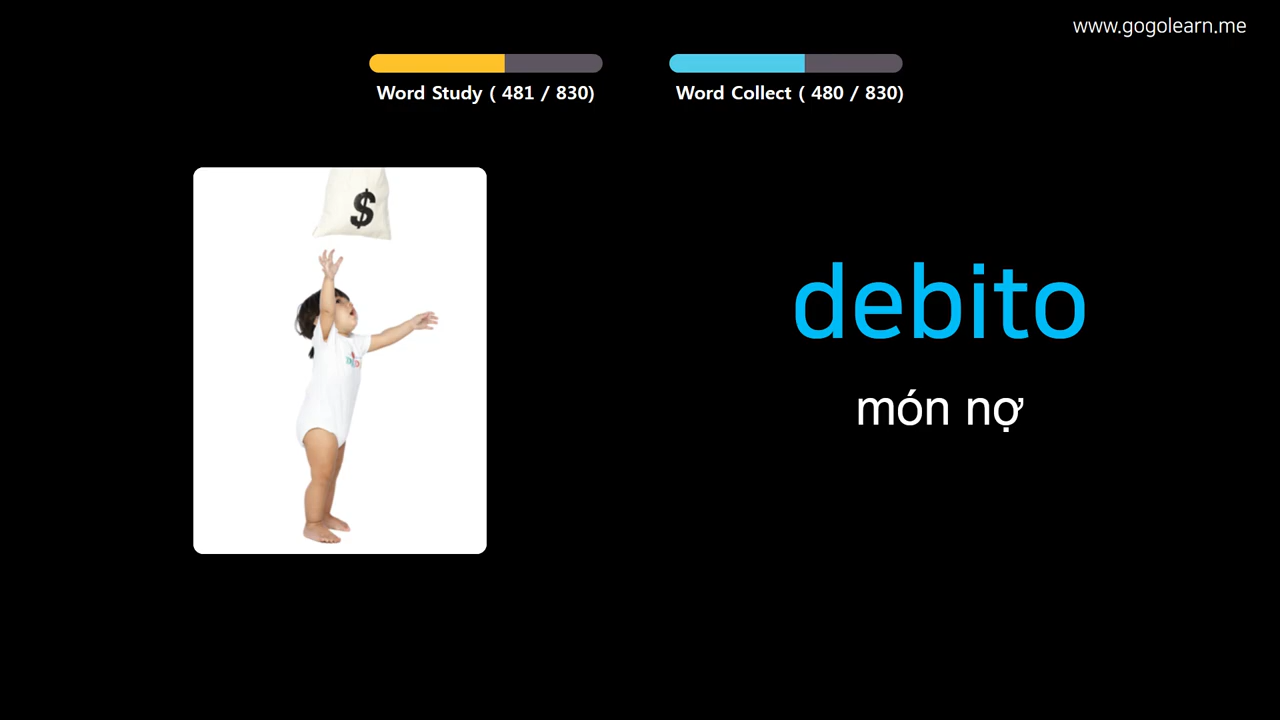 www.gogolearn.me
Word Study ( 481 / 830)
Word Collect ( 480 / 830)
$
debito
món nợ